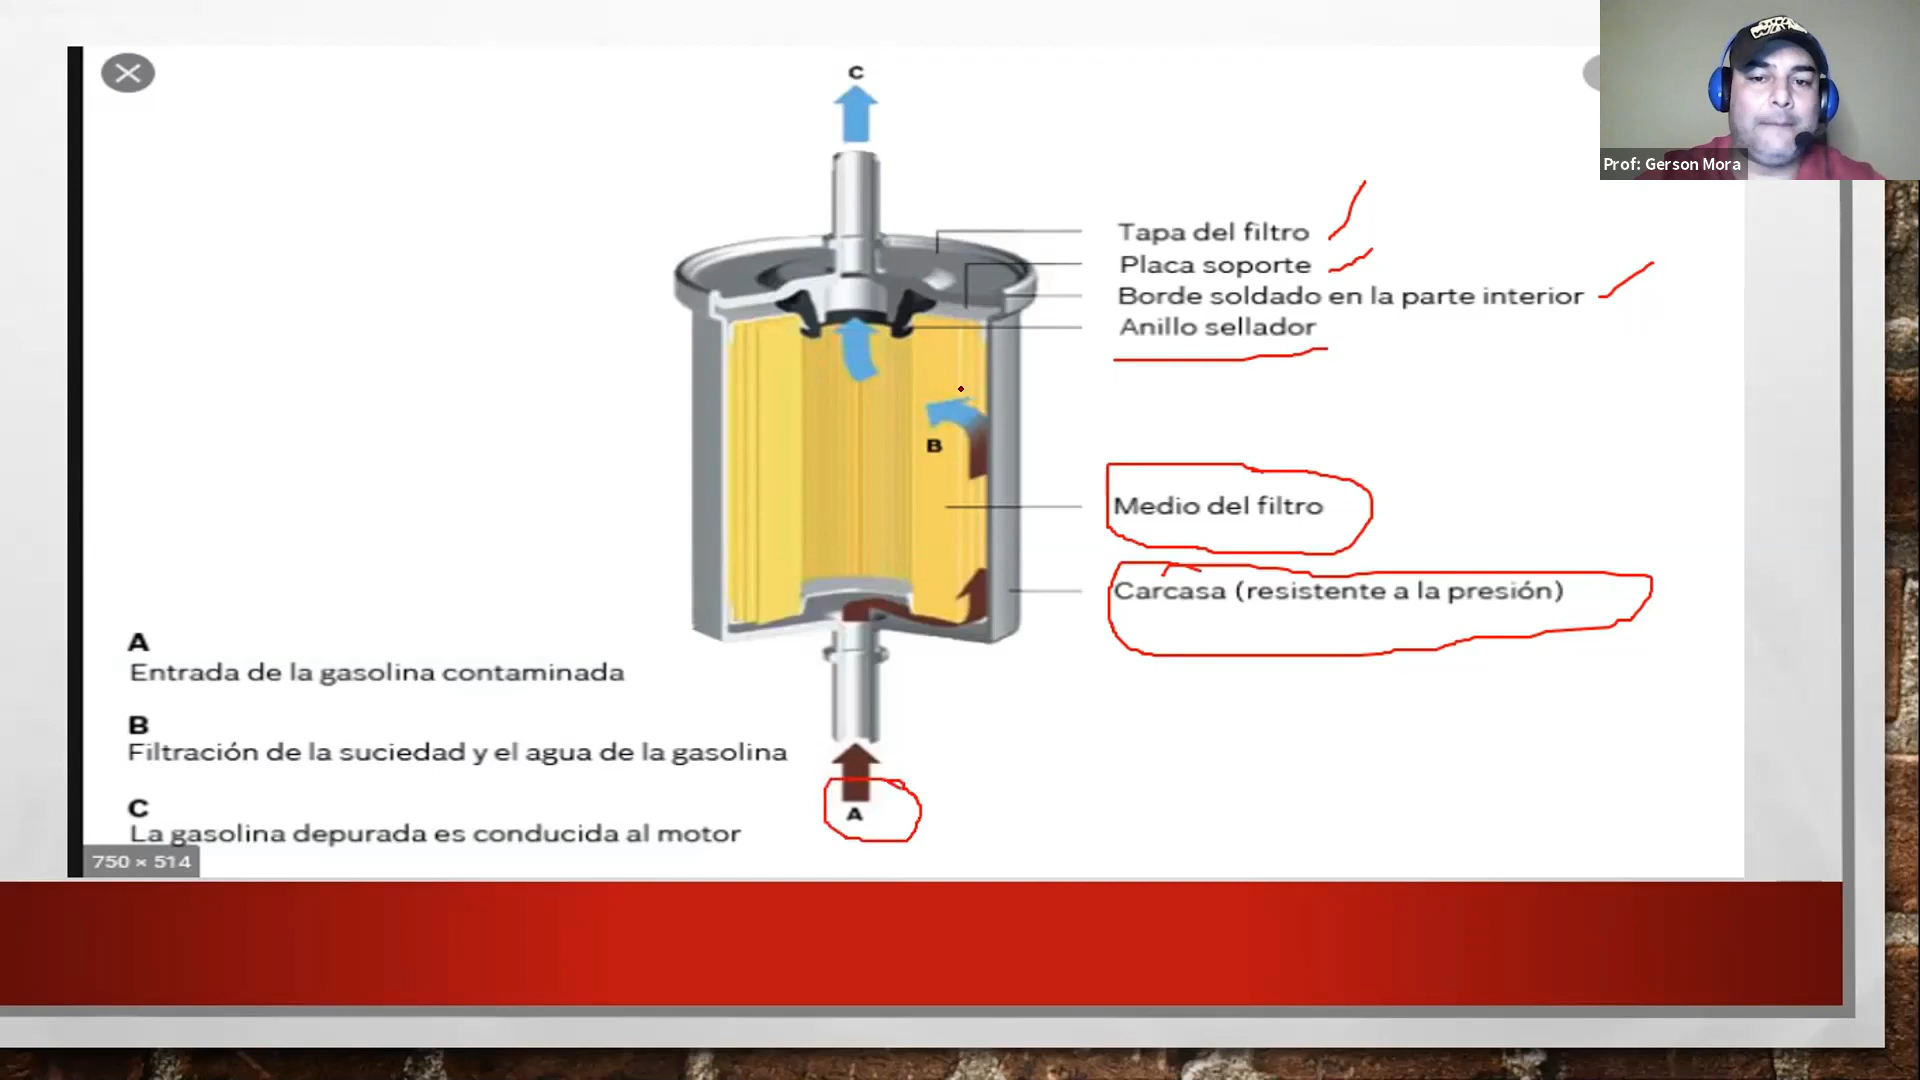 C
Prof: Gerson Mora
Tapa del filtro
Placa soporte
Borde soldado en la parte interior
Anillo sellador
B
Medio del filtro
Carcasa (resistente a la presión)
A
Entrada de la gasolina contaminada
B
Filtración de la suciedad y el agua de la gasolina
A
C
La gasolina depurada es conducida al motor
750 × 514